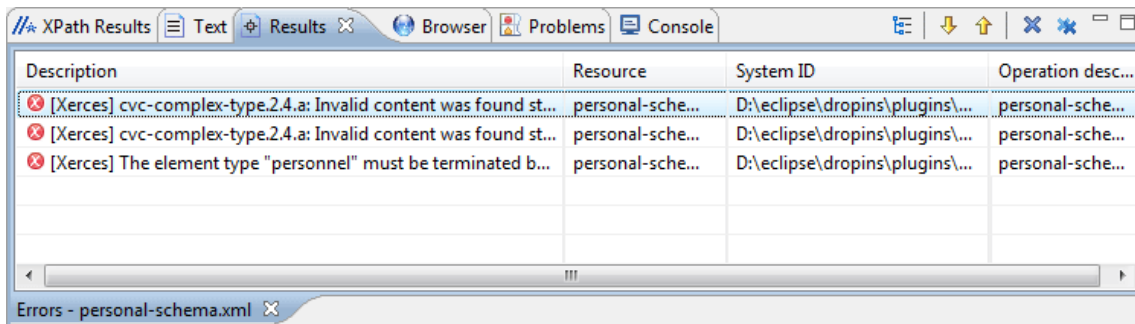 XPath Results Text Results Browser Problems Console
Description Resource System ID Operation desc...
[Xerces] cvc-complex-type.2.4.a: Invalid content was found st... personal-sche... D:\eclipse\dropins\plugins\... personal-sche...
[Xerces] cvc-complex-type.2.4.a: Invalid content was found st... personal-sche... D:\eclipse\dropins\plugins\... personal-sche...
[Xerces] The element type "personnel" must be terminated b... personal-sche... D:\eclipse\dropins\plugins\... personal-sche...
Errors - personal-schema.xml